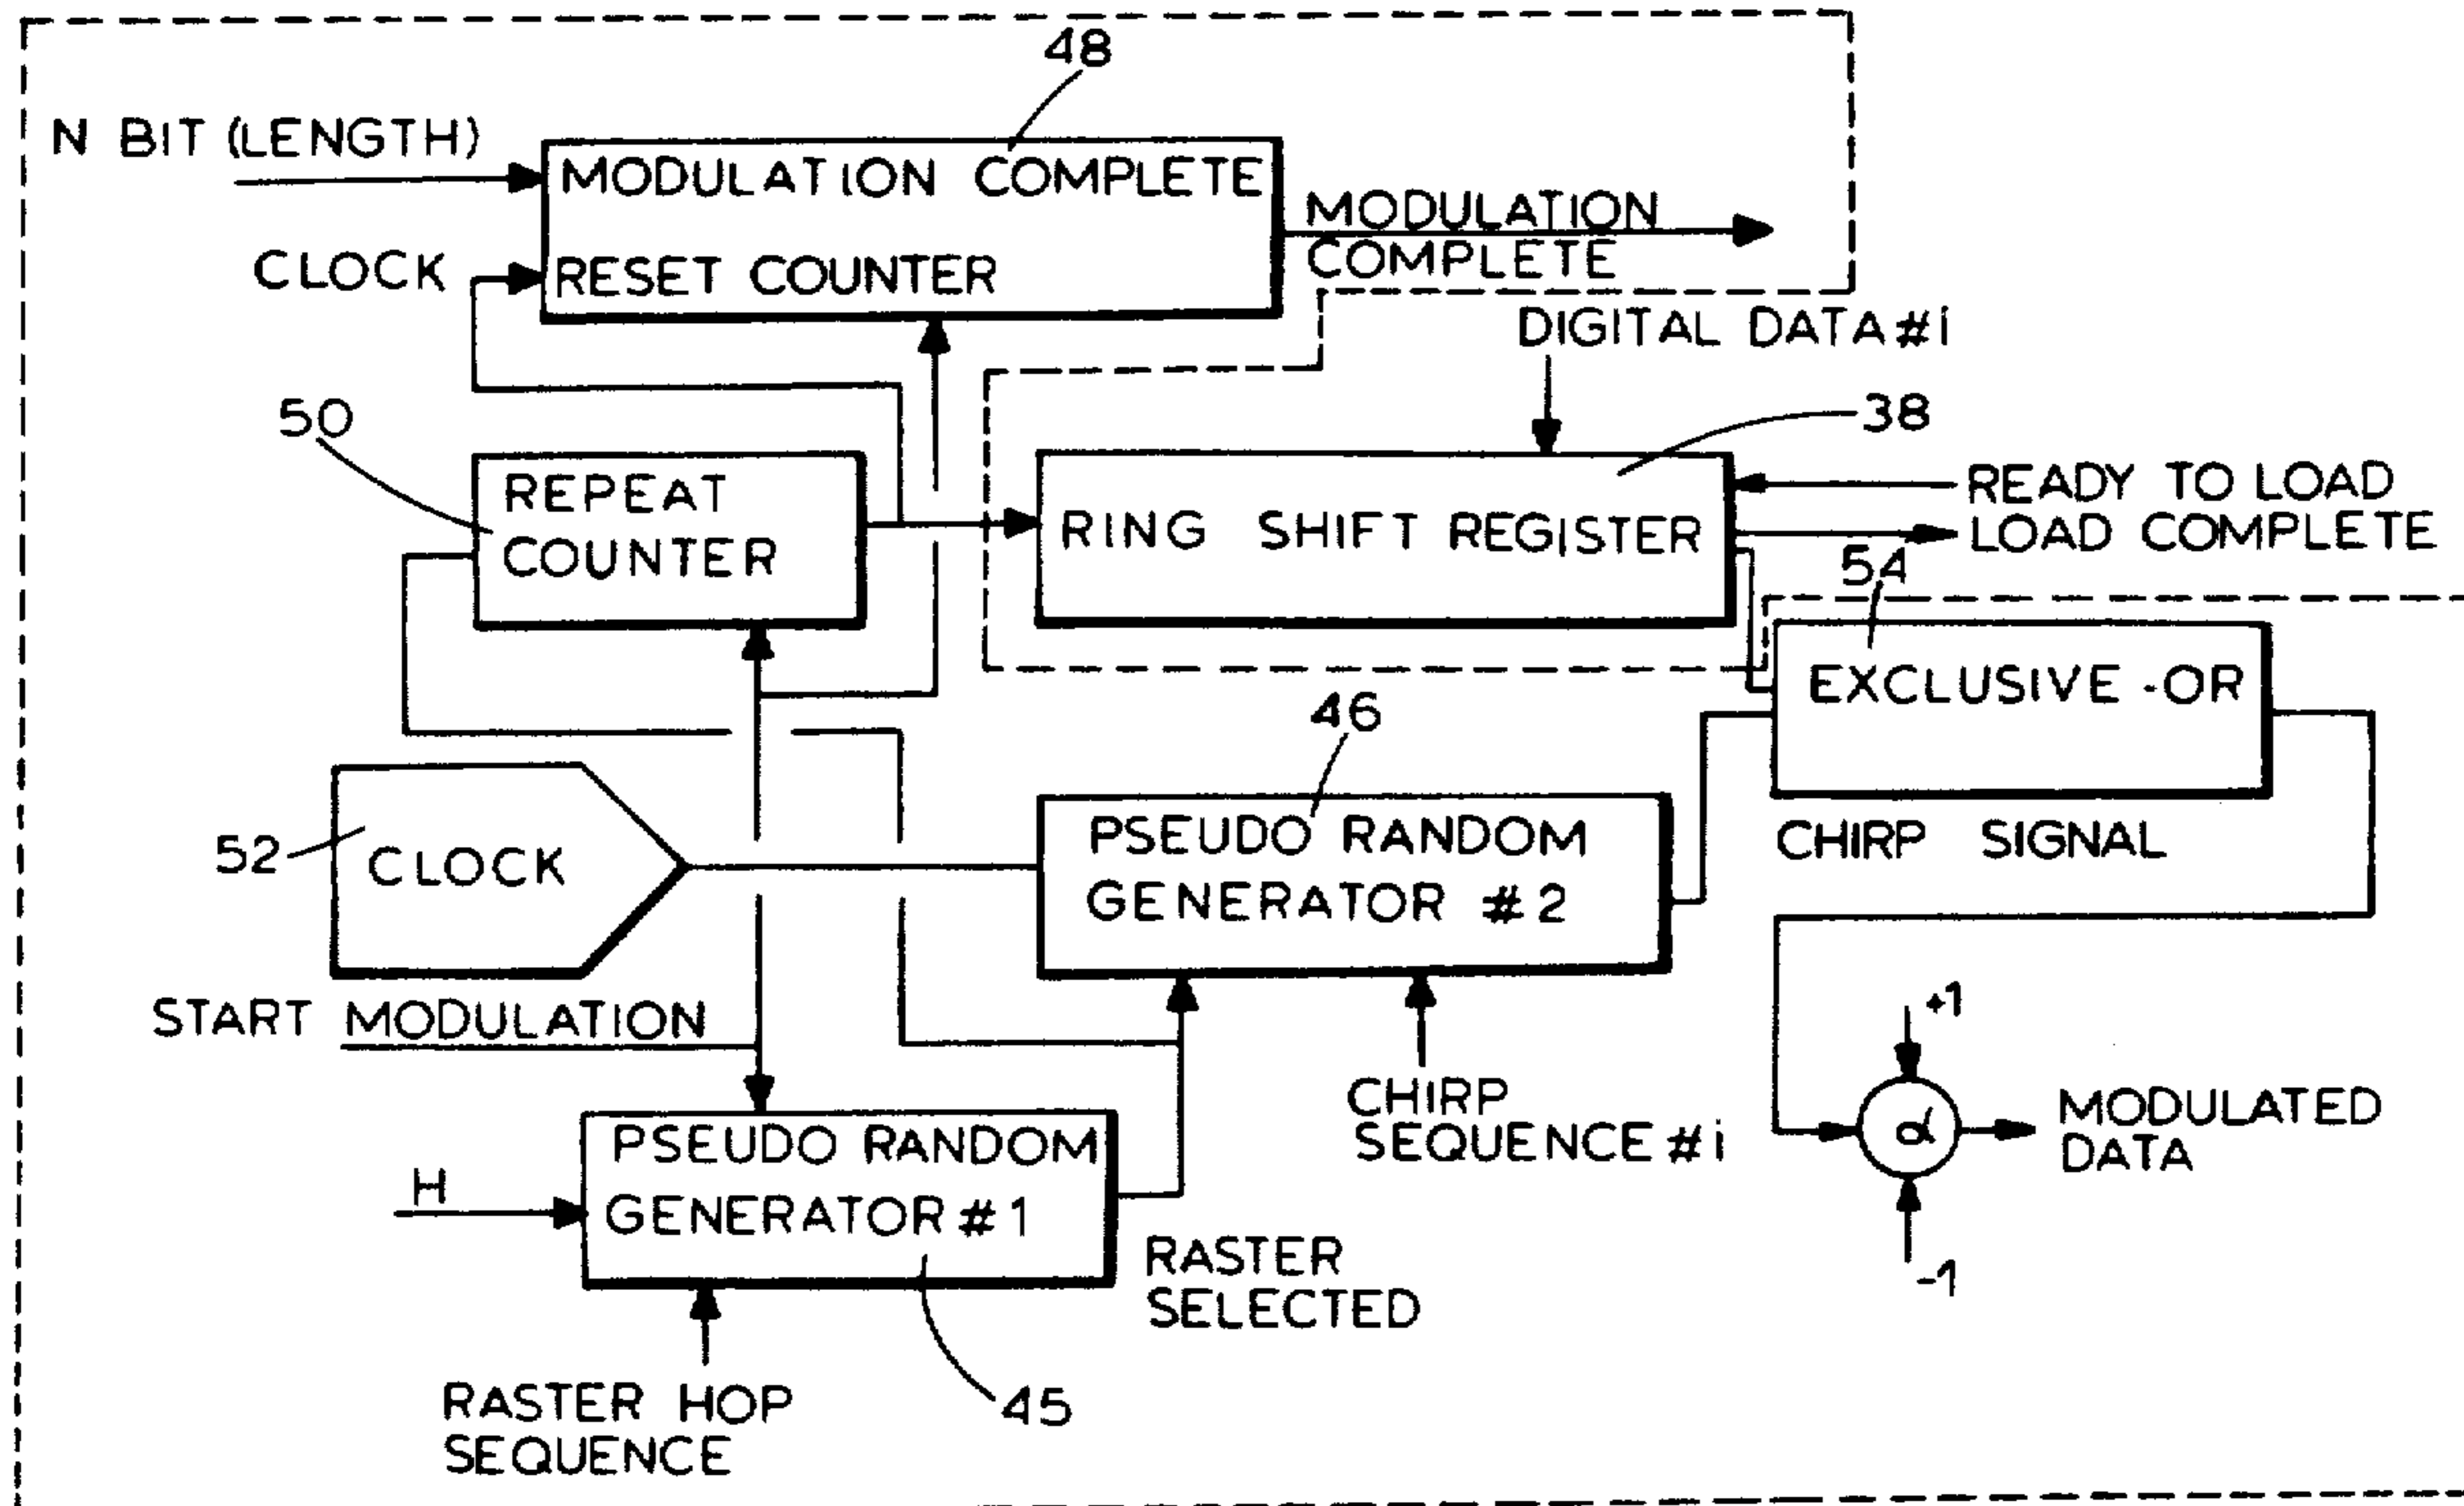 48
N BIT (LENGTH)
MODULATION COMPLETE
MODULATION
COMPLETE
CLOCK
RESET COUNTER
DIGITAL DATA #i
50
38
REPEAT
COUNTER
RING SHIFT REGISTER
READY TO LOAD
LOAD COMPLETE
54
EXCLUSIVE -OR
46
52
CLOCK
PSEUDO RANDOM
GENERATOR #2
CHIRP SIGNAL
START MODULATION
+1
CHIRP
SEQUENCE #i
α
MODULATED
DATA
-1
H
PSEUDO RANDOM
GENERATOR #1
RASTER
SELECTED
RASTER HOP
SEQUENCE
45